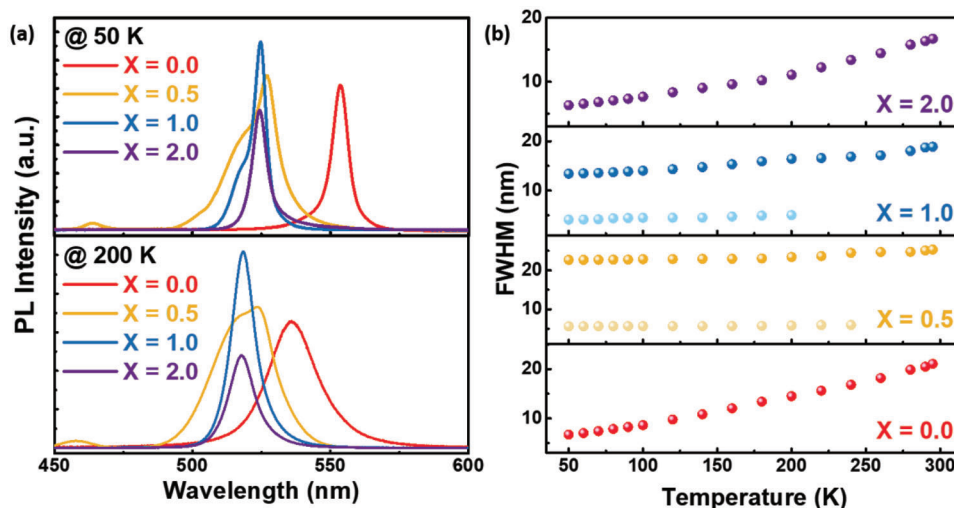 (a)
@ 50 K
X = 0.0
X = 0.5
X = 1.0
X = 2.0
@ 200 K
X = 0.0
X = 0.5
X = 1.0
X = 2.0
PL Intensity (a.u.)
450 500 550 600
Wavelength (nm)
(b)
20
10
X = 2.0
20
10
X = 1.0
20
10
X = 0.5
20
10
X = 0.0
FWHM (nm)
50 100 150 200 250 300
Temperature (K)